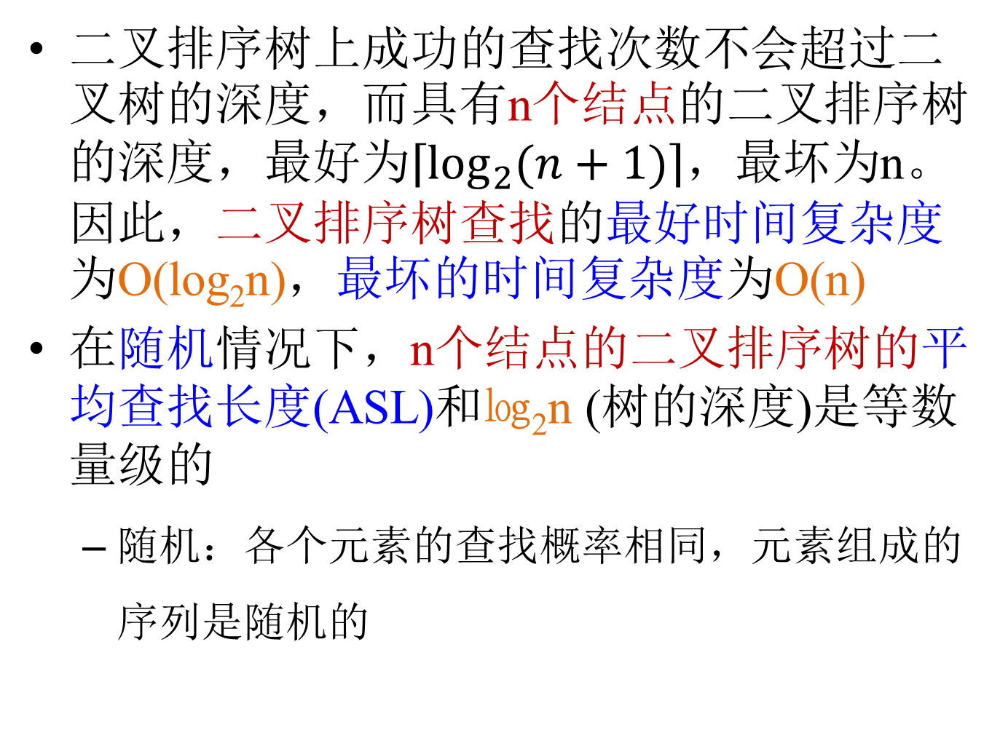 • 二叉排序树上成功的查找次数不会超过二
叉树的深度，而具有n个结点的二叉排序树
的深度，最好为⌈log₂(n + 1)⌉，最坏为n。
因此，二叉排序树查找的最好时间复杂度
为O(log₂n)，最坏的时间复杂度为O(n)
• 在随机情况下，n个结点的二叉排序树的平
均查找长度(ASL)和log₂n (树的深度)是等数
量级的
– 随机：各个元素的查找概率相同，元素组成的
序列是随机的